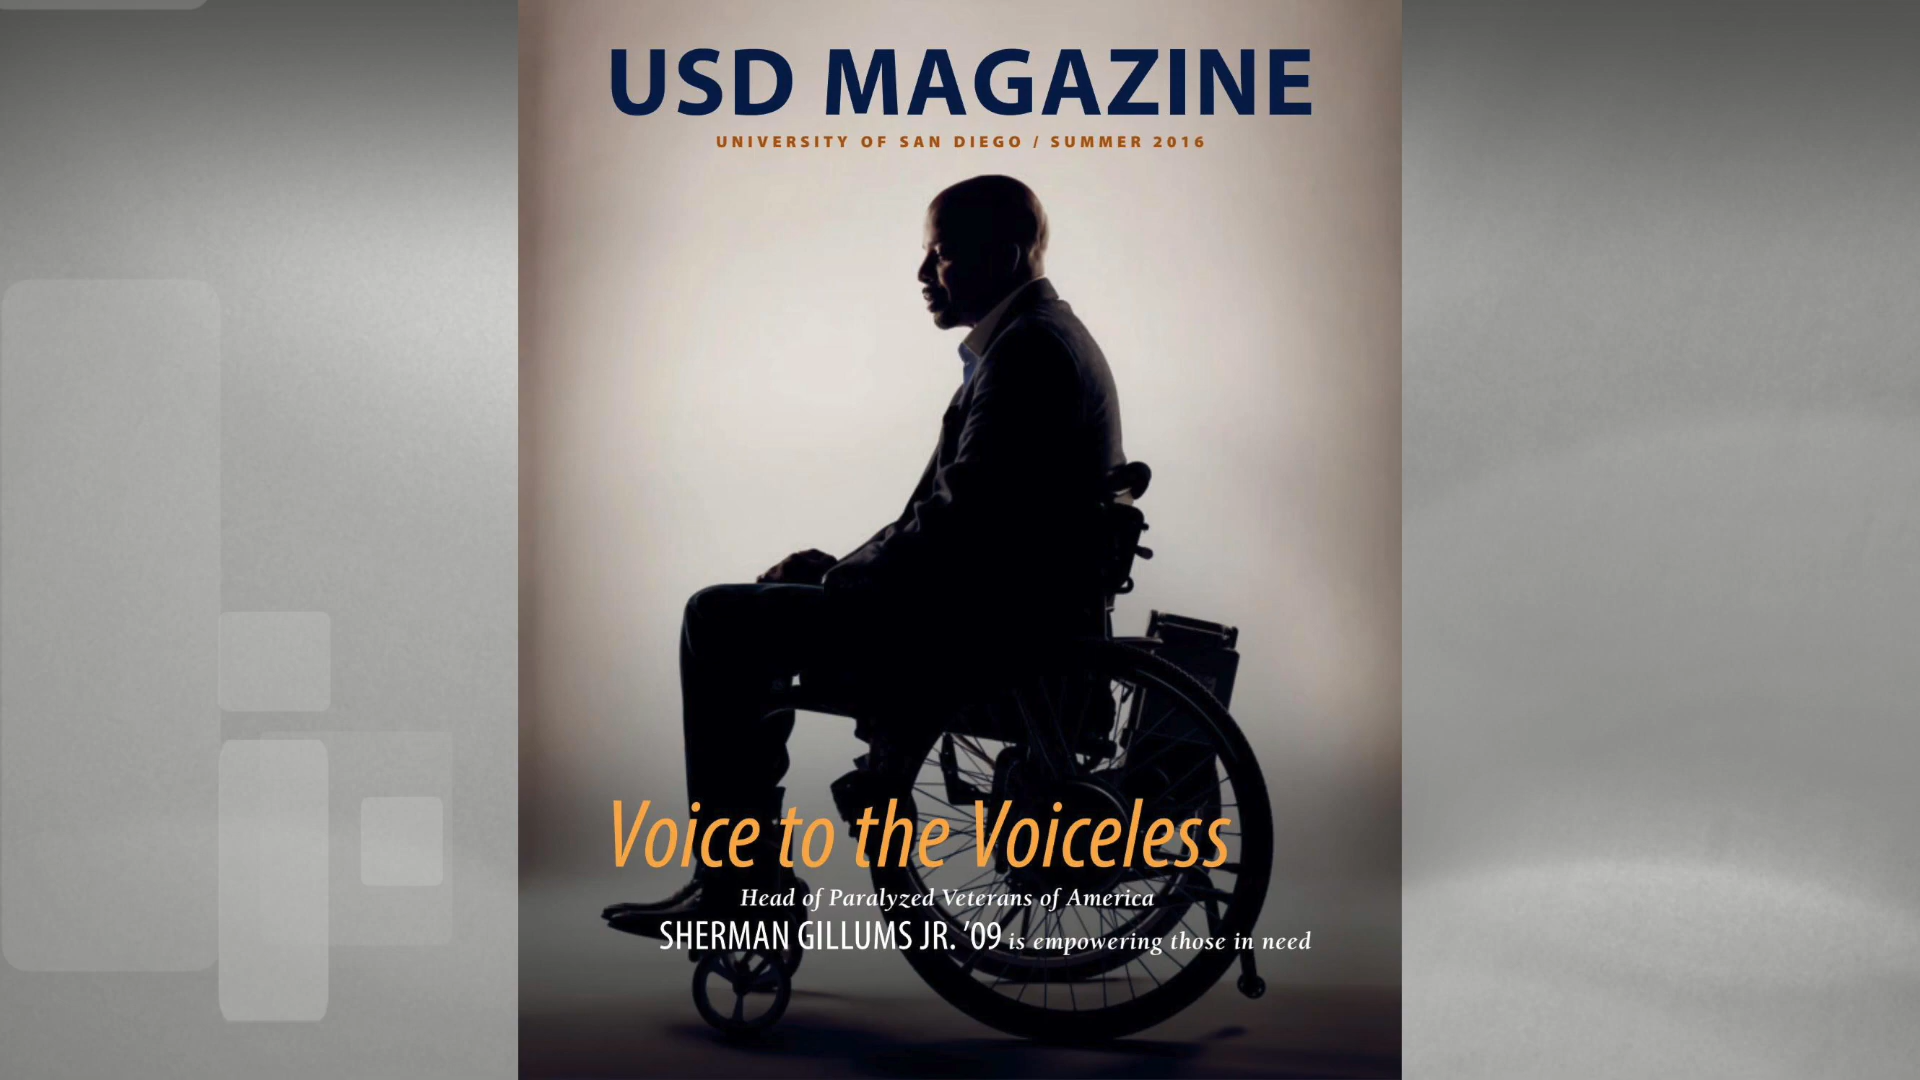 USD MAGAZINE
UNIVERSITY OF SAN DIEGO / SUMMER 2016
Voice to the Voiceless
Head of Paralyzed Veterans of America
SHERMAN GILLUMS JR. '09 is empowering those in need